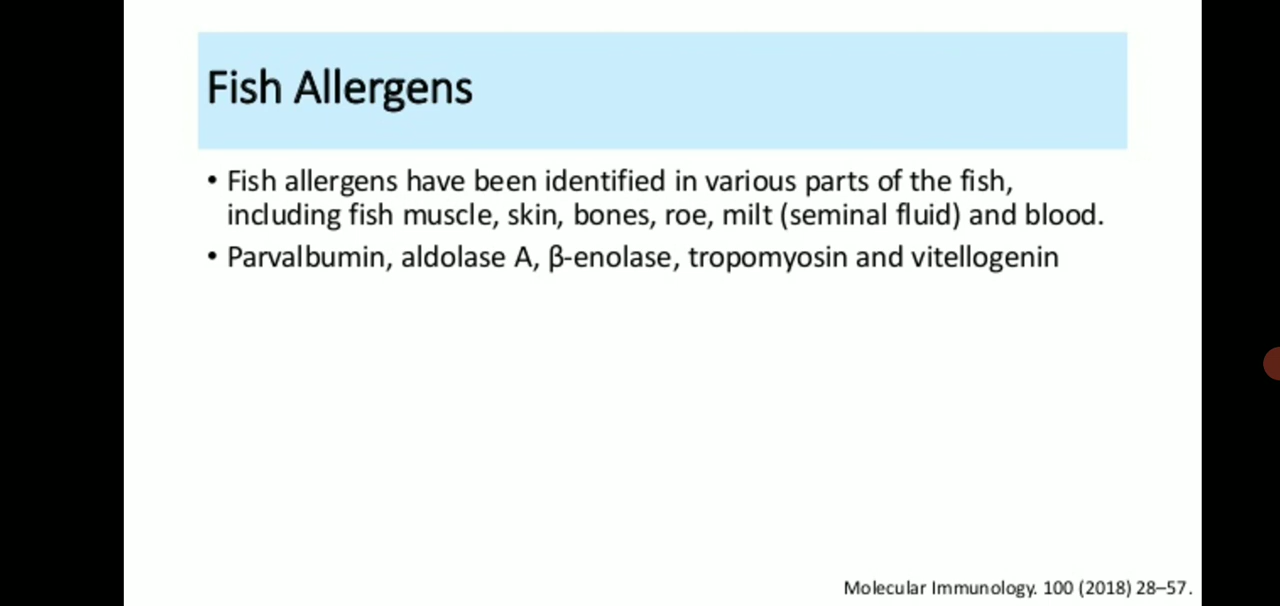 Fish Allergens
• Fish allergens have been identified in various parts of the fish,
including fish muscle, skin, bones, roe, milt (seminal fluid) and blood.
• Parvalbumin, aldolase A, β-enolase, tropomyosin and vitellogenin
Molecular Immunology. 100 (2018) 28–57.